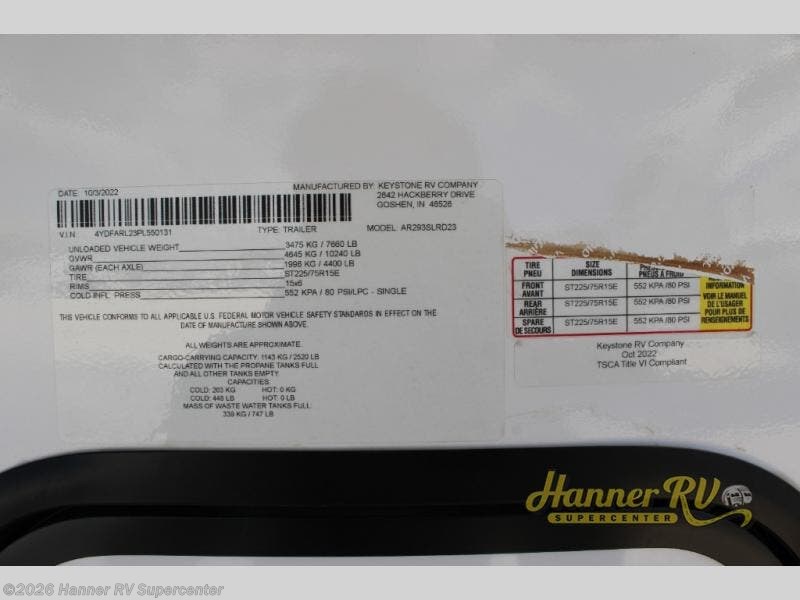 DATE: 10/3/2022
MANUFACTURED BY: KEYSTONE RV COMPANY
2642 HACKBERRY DRIVE
GOSHEN, IN 46526
V.I.N 4YDFARL23PL550131 TYPE: TRAILER MODEL: AR293SLRD23
UNLOADED VEHICLE WEIGHT 3475 KG / 7660 LB
GVWR 4645 KG / 10240 LB
GAWR (EACH AXLE) 1996 KG / 4400 LB
TIRE ST225/75R15E
RIMS 15x6
COLD INFL. PRESS 552 KPA / 80 PSI/LPC - SINGLE
THIS VEHICLE CONFORMS TO ALL APPLICABLE U.S. FEDERAL MOTOR VEHICLE SAFETY STANDARDS IN EFFECT ON THE
DATE OF MANUFACTURE SHOWN ABOVE.
ALL WEIGHTS ARE APPROXIMATE.
CARGO-CARRYING CAPACITY: 1143 KG / 2520 LB
CALCULATED WITH THE PROPANE TANKS FULL
AND ALL OTHER TANKS EMPTY.
CAPACITIES:
COLD: 203 KG HOT: 0 KG
COLD: 448 LB HOT: 0 LB
MASS OF WASTE WATER TANKS FULL:
339 KG / 747 LB
TIRE PNEU
SIZE DIMENSIONS
PNEUS À FROID
FRONT AVANT ST225/75R15E 552 KPA /80 PSI
REAR ARRIÈRE ST225/75R15E 552 KPA /80 PSI
SPARE DE SECOURS ST225/75R15E 552 KPA /80 PSI
INFORMATION
VOIR LE MANUEL
DE L'USAGER
POUR PLUS DE
RENSEIGNEMENTS
Keystone RV Company
Oct 2022
TSCA Title VI Compliant
Hanner RV
SUPERCENTER
©2026 Hanner RV Supercenter